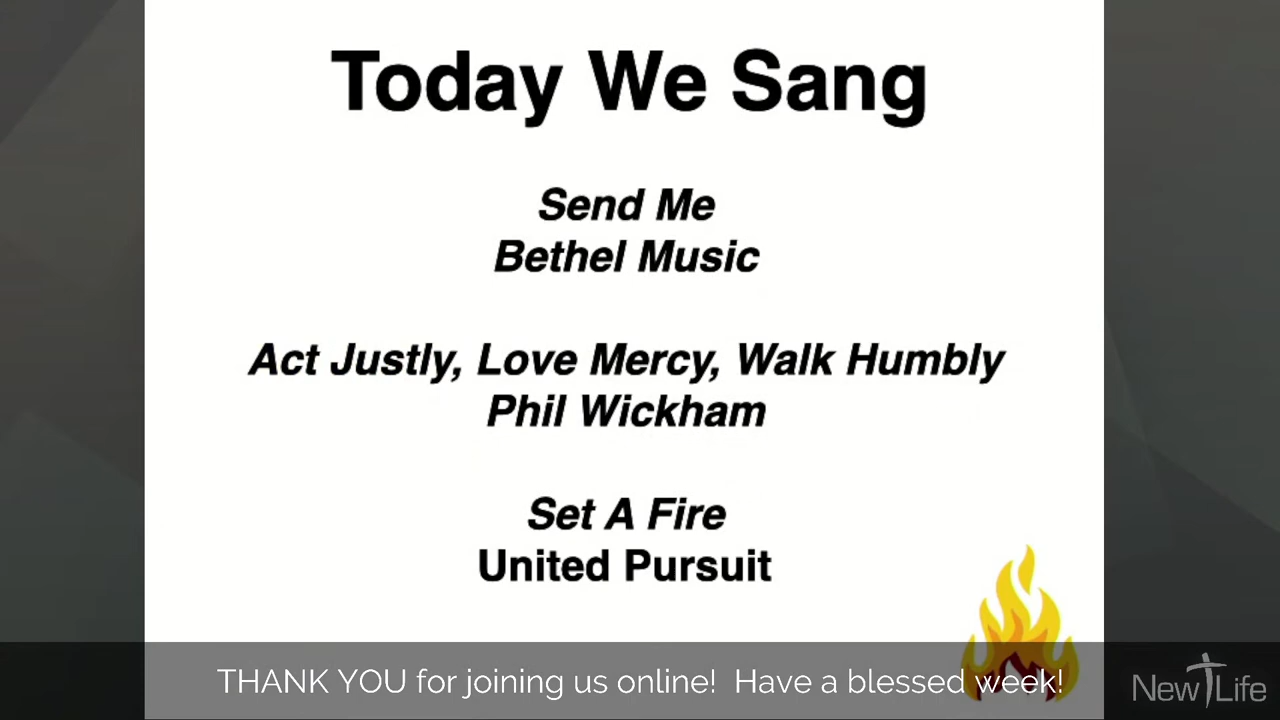 Today We Sang
Send Me
Bethel Music
Act Justly, Love Mercy, Walk Humbly
Phil Wickham
Set A Fire
United Pursuit
THANK YOU for joining us online!  Have a blessed week!
New Life